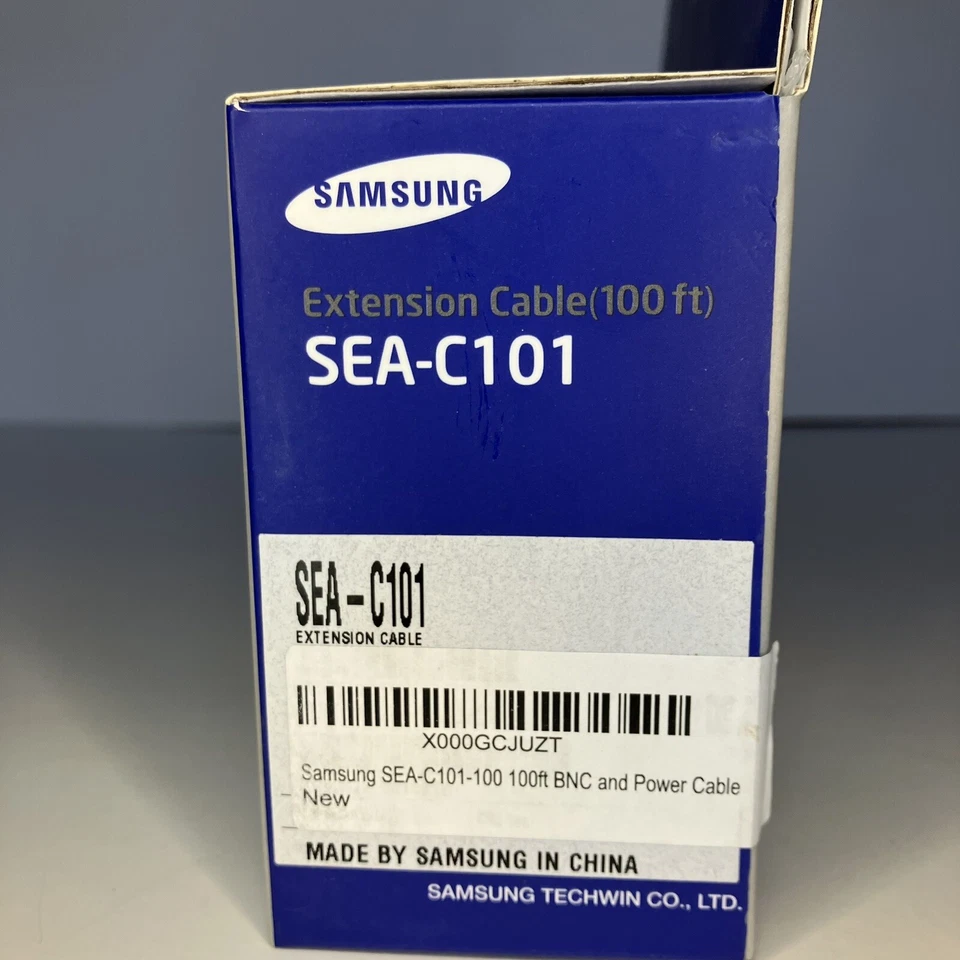 SAMSUNG
Extension Cable(100 ft)
SEA-C101
SEA-C101
EXTENSION CABLE
X000GCJUZT
Samsung SEA-C101-100 100ft BNC and Power Cable
New
MADE BY SAMSUNG IN CHINA
SAMSUNG TECHWIN CO., LTD.